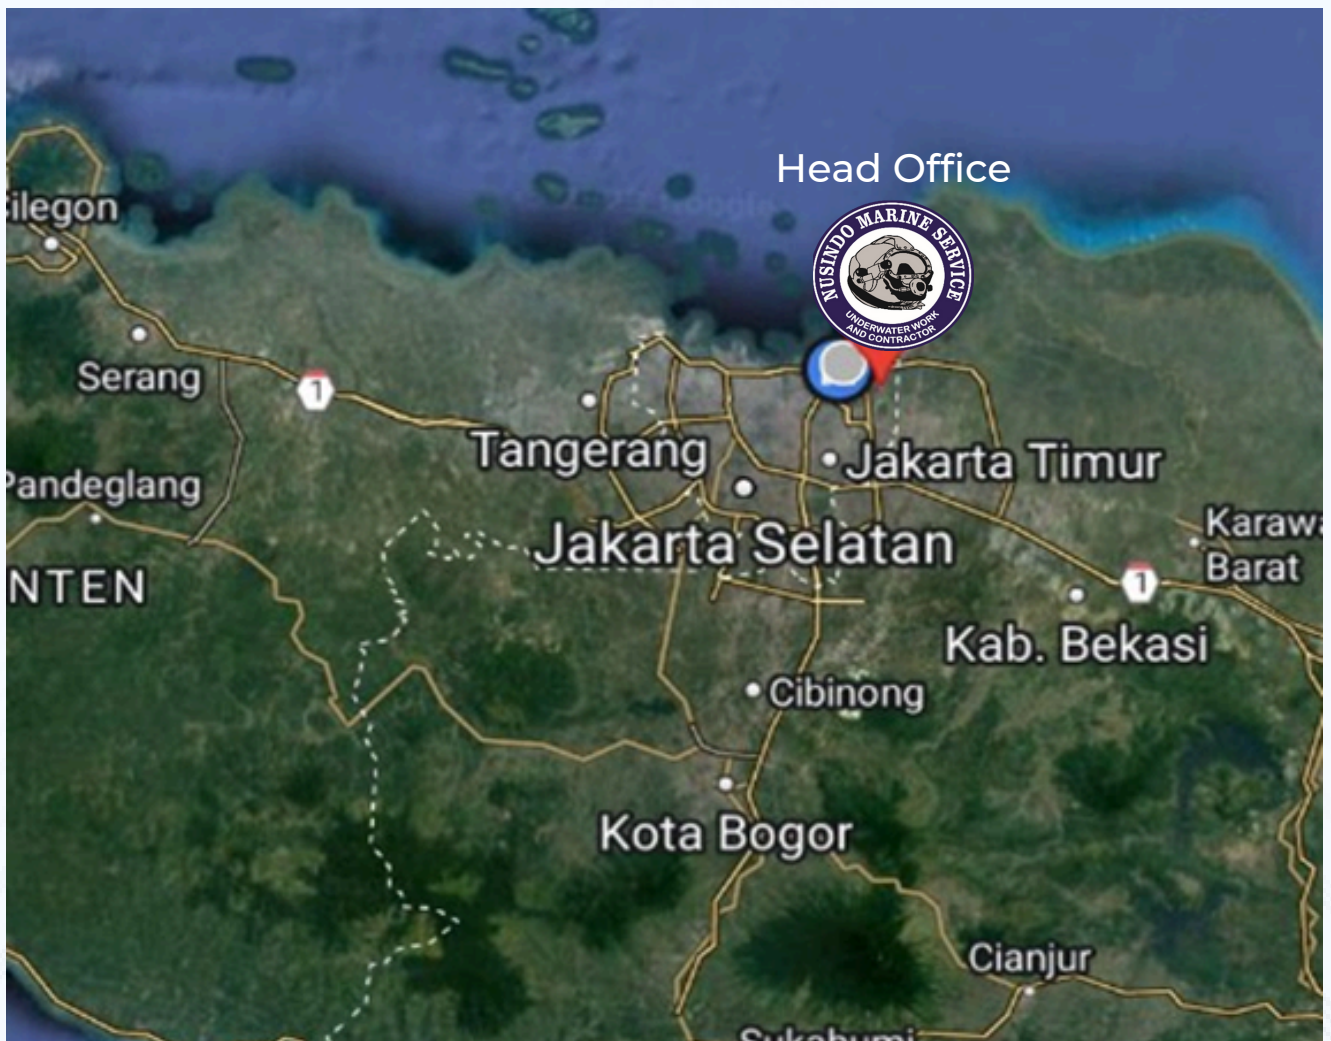 Head Office
NUSINDO MARINE SERVICE
UNDERWATER WORK
AND CONTRACTOR
ilegon
Serang
1
Tangerang
Jakarta Timur
Pandeglang
Jakarta Selatan
Karawa
Barat
NTEN
1
Kab. Bekasi
Cibinong
Kota Bogor
Cianjur
Sukabumi